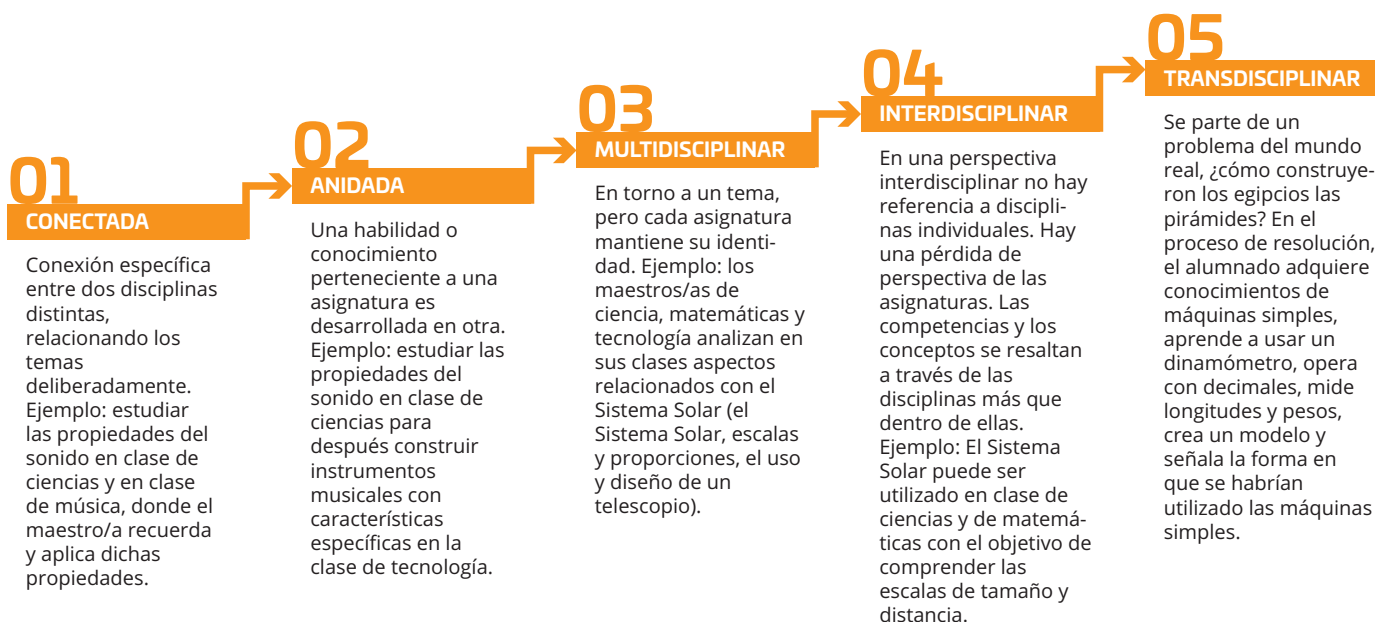 01
CONECTADA
Conexión específica
entre dos disciplinas
distintas,
relacionando los
temas
deliberadamente.
Ejemplo: estudiar
las propiedades del
sonido en clase de
ciencias y en clase
de música, donde el
maestro/a recuerda
y aplica dichas
propiedades.
02
ANIDADA
Una habilidad o
conocimiento
perteneciente a una
asignatura es
desarrollada en otra.
Ejemplo: estudiar las
propiedades del
sonido en clase de
ciencias para
después construir
instrumentos
musicales con
características
específicas en la
clase de tecnología.
03
MULTIDISCIPLINAR
En torno a un tema,
pero cada asignatura
mantiene su identi-
dad. Ejemplo: los
maestros/as de
ciencia, matemáticas y
tecnología analizan en
sus clases aspectos
relacionados con el
Sistema Solar (el
Sistema Solar, escalas
y proporciones, el uso
y diseño de un
telescopio).
04
INTERDISCIPLINAR
En una perspectiva
interdisciplinar no hay
referencia a discipli-
nas individuales. Hay
una pérdida de
perspectiva de las
asignaturas. Las
competencias y los
conceptos se resaltan
a través de las
disciplinas más que
dentro de ellas.
Ejemplo: El Sistema
Solar puede ser
utilizado en clase de
ciencias y de matemá-
ticas con el objetivo de
comprender las
escalas de tamaño y
distancia.
05
TRANSDISCIPLINAR
Se parte de un
problema del mundo
real, ¿cómo construye-
ron los egipcios las
pirámides? En el
proceso de resolución,
el alumnado adquiere
conocimientos de
máquinas simples,
aprende a usar un
dinamómetro, opera
con decimales, mide
longitudes y pesos,
crea un modelo y
señala la forma en
que se habrían
utilizado las máquinas
simples.